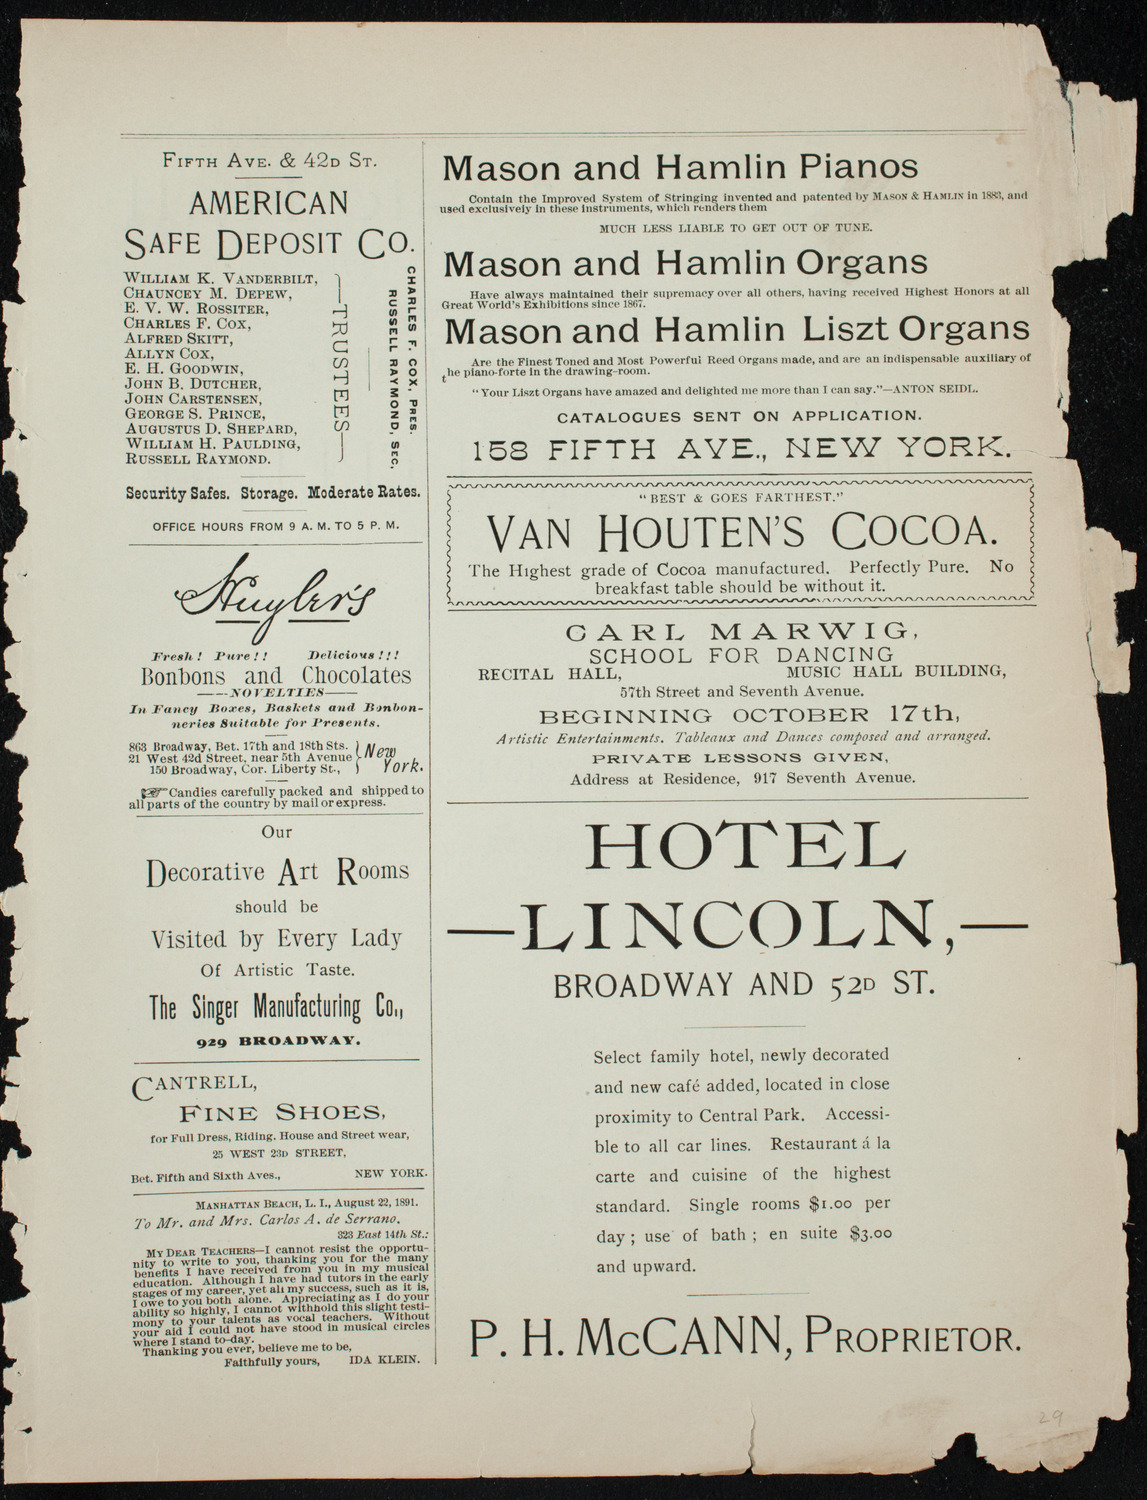 FIFTH AVE. & 42D ST.
AMERICAN
SAFE DEPOSIT CO.
WILLIAM K. VANDERBILT,
CHAUNCEY M. DEPEW,
E. V. W. ROSSITER,
CHARLES F. COX,
ALFRED SKITT,
ALLYN COX,
E. H. GOODWIN,
JOHN B. DUTCHER,
JOHN CARSTENSEN,
GEORGE S. PRINCE,
AUGUSTUS D. SHEPARD,
WILLIAM H. PAULDING,
RUSSELL RAYMOND.
TRUSTEES
CHARLES F. COX, PRES.
RUSSELL RAYMOND, SEC.
Security Safes. Storage. Moderate Rates.
OFFICE HOURS FROM 9 A. M. TO 5 P. M.
Huyler's
Fresh! Pure!! Delicious!!!
Bonbons and Chocolates
——NOVELTIES——
In Fancy Boxes, Baskets and Bonbon-
neries Suitable for Presents.
863 Broadway, Bet. 17th and 18th Sts.
21 West 42d Street, near 5th Avenue
150 Broadway, Cor. Liberty St.,
New York.
☞ Candies carefully packed and shipped to
all parts of the country by mail or express.
Our
Decorative Art Rooms
should be
Visited by Every Lady
Of Artistic Taste.
The Singer Manufacturing Co.,
929 BROADWAY.
CANTRELL,
FINE SHOES,
for Full Dress, Riding. House and Street wear,
25 WEST 23D STREET,
Bet. Fifth and Sixth Aves., NEW YORK.
MANHATTAN BEACH, L. I., August 22, 1891.
To Mr. and Mrs. Carlos A. de Serrano,
323 East 14th St.:
MY DEAR TEACHERS—I cannot resist the opportu-
nity to write to you, thanking you for the many
benefits I have received from you in my musical
education. Although I have had tutors in the early
stages of my career, yet all my success, such as it is,
I owe to you both alone. Appreciating as I do your
ability so highly, I cannot withhold this slight testi-
mony to your talents as vocal teachers. Without
your aid I could not have stood in musical circles
where I stand to-day.
Thanking you ever, believe me to be,
Faithfully yours, IDA KLEIN.
Mason and Hamlin Pianos
Contain the Improved System of Stringing invented and patented by MASON & HAMLIN in 1883, and
used exclusively in these instruments, which renders them
MUCH LESS LIABLE TO GET OUT OF TUNE.
Mason and Hamlin Organs
Have always maintained their supremacy over all others, having received Highest Honors at all
Great World's Exhibitions since 1867.
Mason and Hamlin Liszt Organs
Are the Finest Toned and Most Powerful Reed Organs made, and are an indispensable auxiliary of
the piano-forte in the drawing-room.
"Your Liszt Organs have amazed and delighted me more than I can say."—ANTON SEIDL.
CATALOGUES SENT ON APPLICATION.
158 FIFTH AVE., NEW YORK.
"BEST & GOES FARTHEST."
VAN HOUTEN'S COCOA.
The Highest grade of Cocoa manufactured. Perfectly Pure. No
breakfast table should be without it.
CARL MARWIG,
SCHOOL FOR DANCING
RECITAL HALL, MUSIC HALL BUILDING,
57th Street and Seventh Avenue.
BEGINNING OCTOBER 17th,
Artistic Entertainments. Tableaux and Dances composed and arranged.
PRIVATE LESSONS GIVEN,
Address at Residence, 917 Seventh Avenue.
HOTEL
—LINCOLN,—
BROADWAY AND 52D ST.
Select family hotel, newly decorated
and new café added, located in close
proximity to Central Park. Accessi-
ble to all car lines. Restaurant á la
carte and cuisine of the highest
standard. Single rooms $1.00 per
day; use of bath; en suite $3.00
and upward.
P. H. McCANN, PROPRIETOR.
29